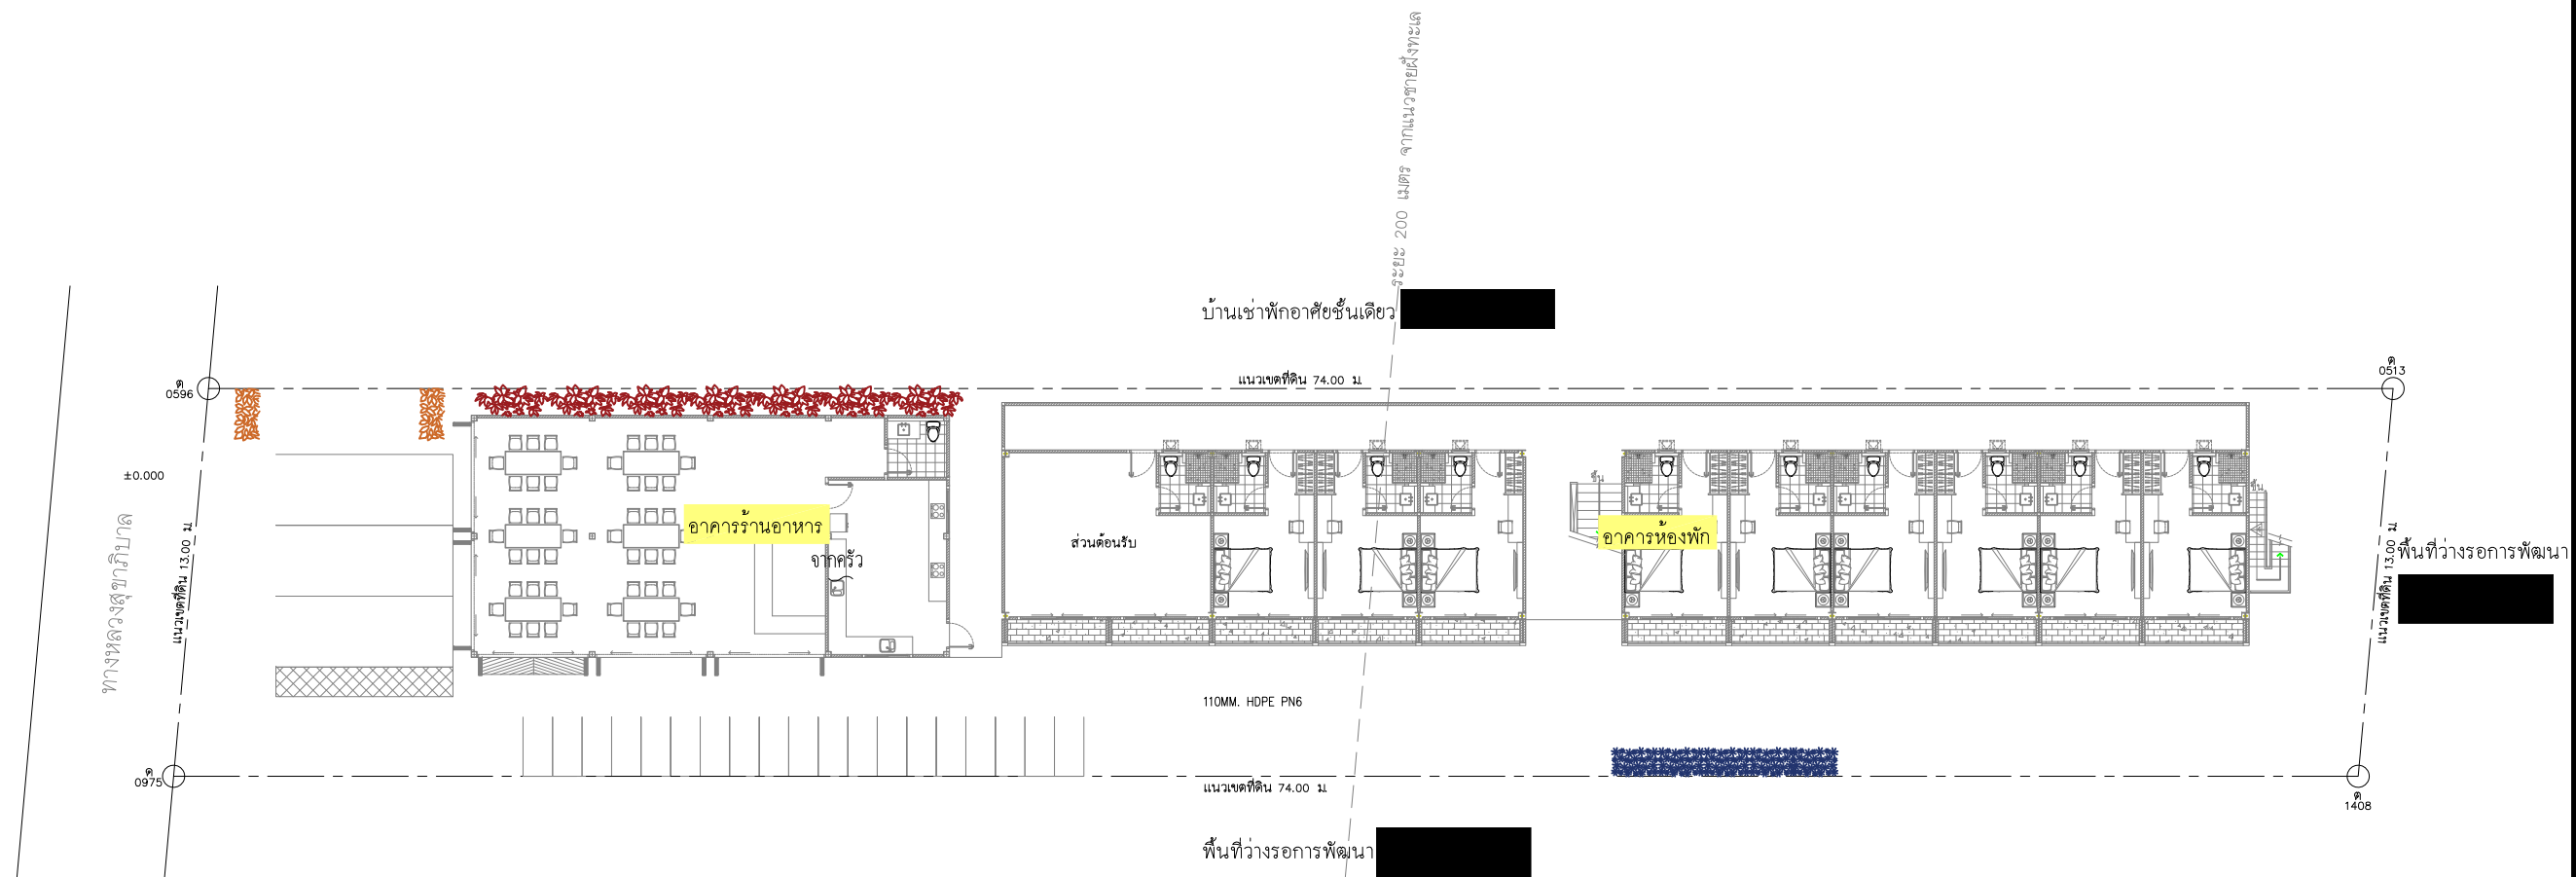 ระยะ 200 เมตร จากแนวชายฝั่งทะเล
บ้านเช่าพักอาศัยชั้นเดียว
ค
0596
แนวเขตที่ดิน 74.00 ม.
ค
0513
±0.000
ทางหลวงสุขาภิบาล
แนวเขตที่ดิน 13.00 ม.
อาคารร้านอาหาร
จากครัว
ส่วนต้อนรับ
ขึ้น
อาคารห้องพัก
ขึ้น
แนวเขตที่ดิน 13.00 ม.
พื้นที่ว่างรอการพัฒนา
110MM. HDPE PN6
ค
0975
แนวเขตที่ดิน 74.00 ม.
ค
1408
พื้นที่ว่างรอการพัฒนา